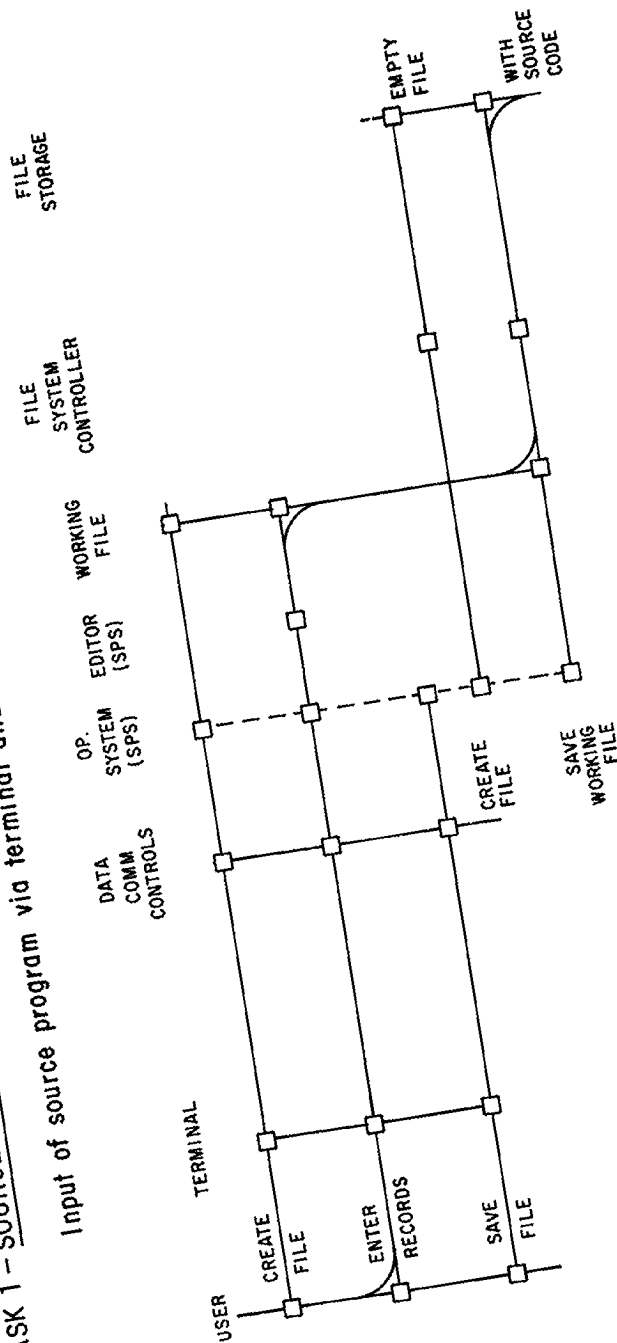 Input of source program via terminal
USER
TERMINAL
DATA
COMM
CONTROLS
OP.
SYSTEM
(SPS)
EDITOR
(SPS)
WORKING
FILE
FILE
SYSTEM
CONTROLLER
FILE
STORAGE
CREATE
FILE
ENTER
RECORDS
SAVE
FILE
CREATE
FILE
SAVE
WORKING
FILE
EMPTY
FILE
WITH
SOURCE
CODE